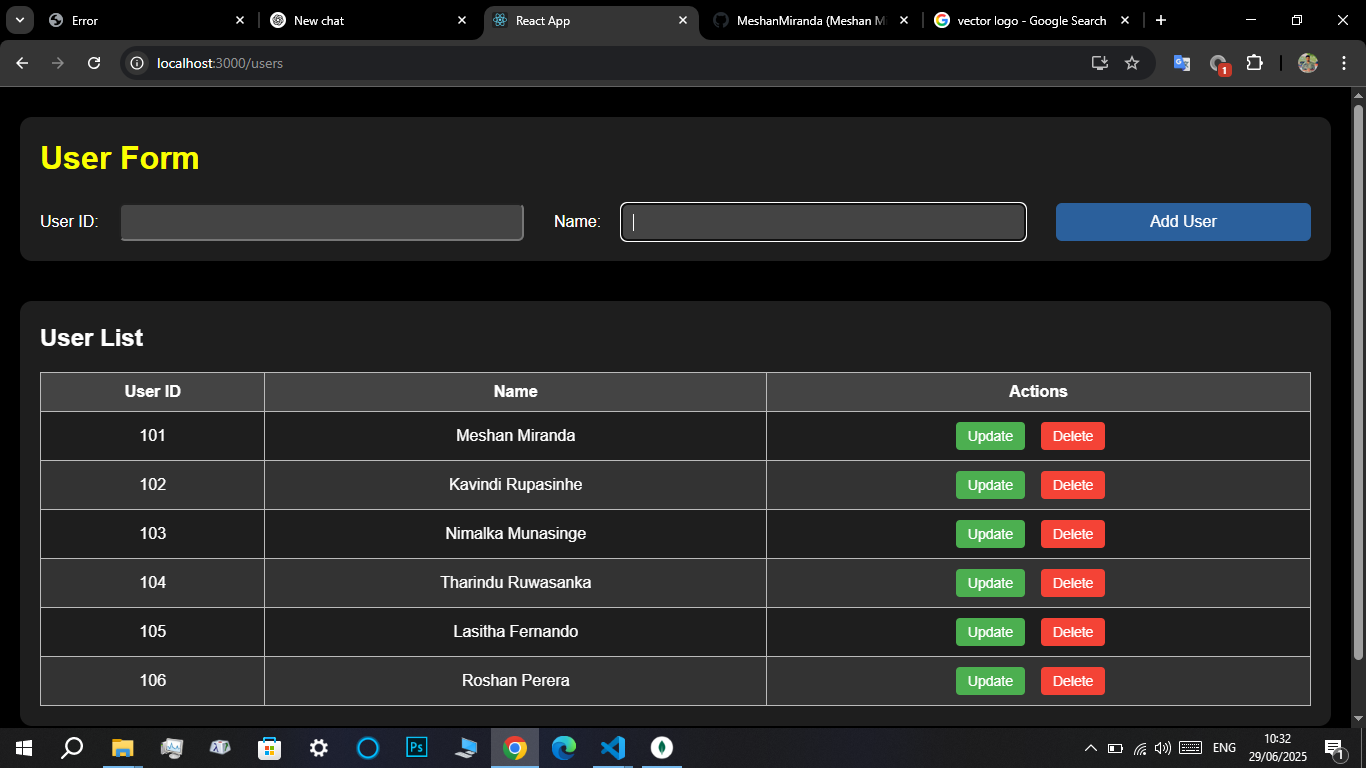 Error
New chat
React App
MeshanMiranda (Meshan M
vector logo - Google Search
localhost:3000/users
1
User Form
User ID:
Name:
Add User
User List
User ID Name Actions
101 Meshan Miranda Update Delete
102 Kavindi Rupasinhe Update Delete
103 Nimalka Munasinge Update Delete
104 Tharindu Ruwasanka Update Delete
105 Lasitha Fernando Update Delete
106 Roshan Perera Update Delete
Ps
ENG
10:32
29/06/2025
1